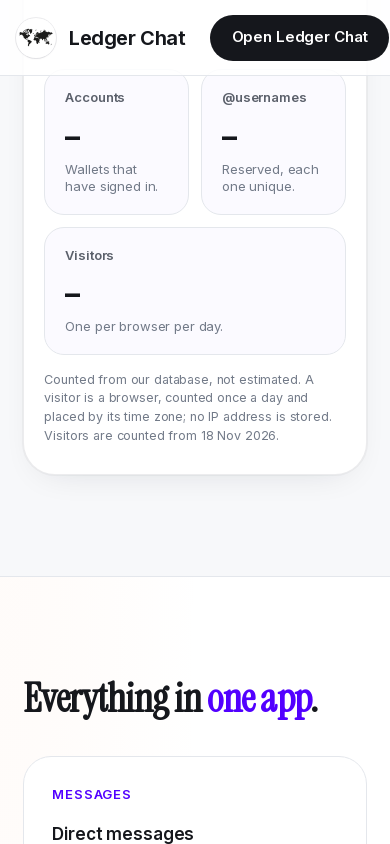 Ledger Chat
Open Ledger Chat
Accounts
–
Wallets that
have signed in.
@usernames
–
Reserved, each
one unique.
Visitors
–
One per browser per day.
Counted from our database, not estimated. A
visitor is a browser, counted once a day and
placed by its time zone; no IP address is stored.
Visitors are counted from 18 Nov 2026.
Everything in one app.
MESSAGES
Direct messages